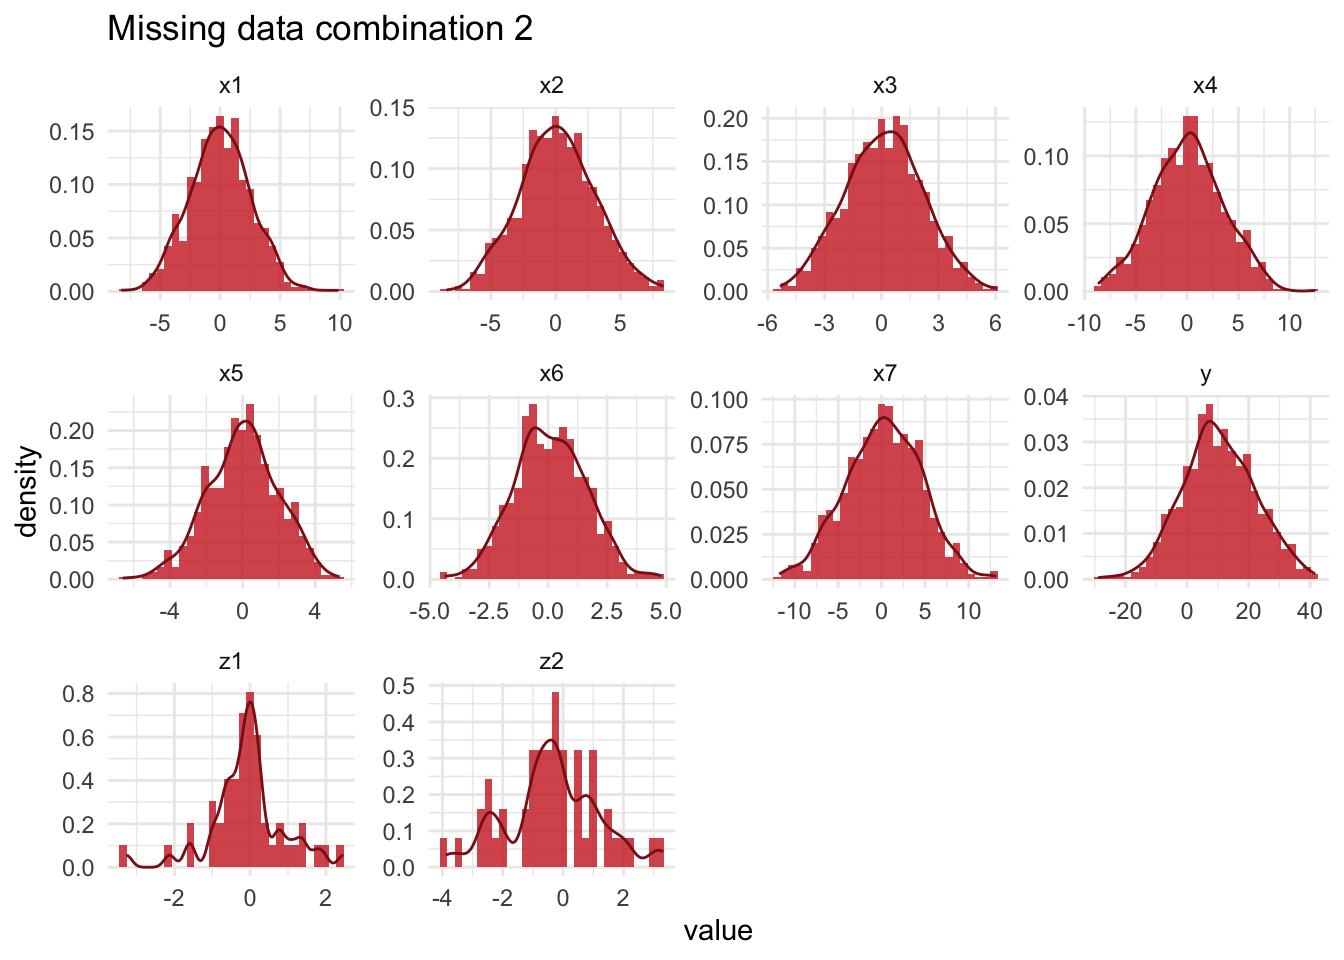 Missing data combination 2
x1 x2 x3 x4
0.15 0.10 0.05 0.00
-5 0 5 10
0.15 0.10 0.05 0.00
-5 0 5
0.20 0.15 0.10 0.05 0.00
-6 -3 0 3 6
0.10 0.05 0.00
-10 -5 0 5 10
x5 x6 x7 y
0.20 0.15 0.10 0.05 0.00
-4 0 4
0.3 0.2 0.1 0.0
-5.0 -2.5 0.0 2.5 5.0
0.100 0.075 0.050 0.025 0.000
-10 -5 0 5 10
0.04 0.03 0.02 0.01 0.00
-20 0 20 40
density
z1 z2
0.8 0.6 0.4 0.2 0.0
-2 0 2
0.5 0.4 0.3 0.2 0.1 0.0
-4 -2 0 2
value